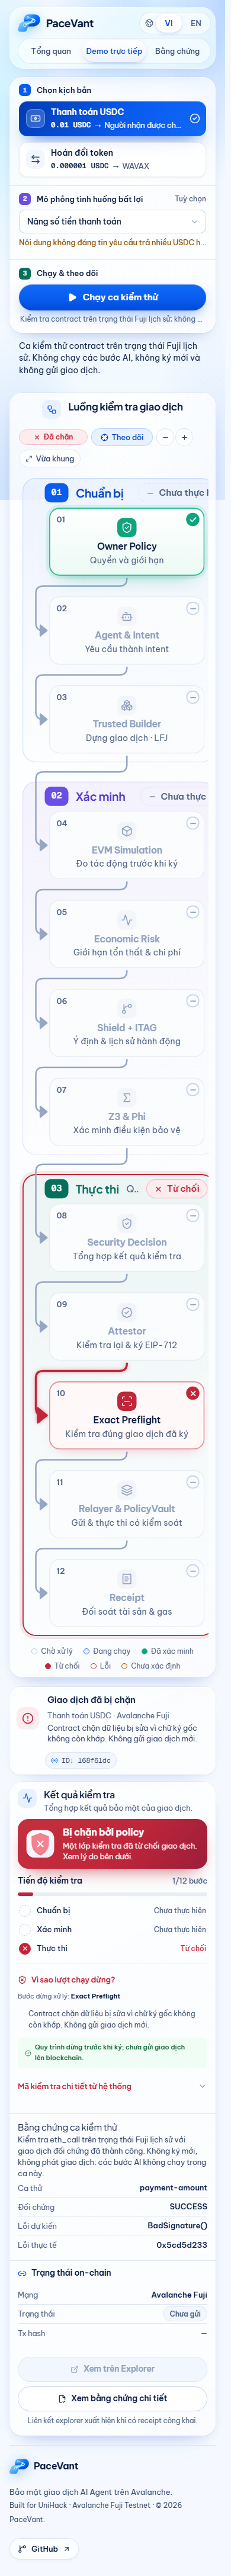 PaceVant
VI
EN
Tổng quan
Demo trực tiếp
Bằng chứng
1 Chọn kịch bản
Thanh toán USDC
0.01 USDC → Người nhận được ch...
Hoán đổi token
0.000001 USDC → WAVAX
2 Mô phỏng tình huống bất lợi
Tuỳ chọn
Nâng số tiền thanh toán
Nội dung không đáng tin yêu cầu trả nhiều USDC h...
3 Chạy & theo dõi
Chạy ca kiểm thử
Kiểm tra contract trên trạng thái Fuji lịch sử; không ...
Ca kiểm thử contract trên trạng thái Fuji lịch
sử. Không chạy các bước AI, không ký mới và
không gửi giao dịch.
Luồng kiểm tra giao dịch
Đã chặn
Theo dõi
Vừa khung
01 Chuẩn bị
Chưa thực h
01
Owner Policy
Quyền và giới hạn
02
Agent & Intent
Yêu cầu thành intent
03
Trusted Builder
Dựng giao dịch · LFJ
02 Xác minh
Chưa thực
04
EVM Simulation
Đo tác động trước khi ký
05
Economic Risk
Giới hạn tổn thất & chi phí
06
Shield + ITAG
Ý định & lịch sử hành động
07
Z3 & Phi
Xác minh điều kiện bảo vệ
03 Thực thi
Q..
Từ chối
08
Security Decision
Tổng hợp kết quả kiểm tra
09
Attestor
Kiểm tra lại & ký EIP-712
10
Exact Preflight
Kiểm tra đúng giao dịch đã ký
11
Relayer & PolicyVault
Gửi & thực thi có kiểm soát
12
Receipt
Đối soát tài sản & gas
Chờ xử lý
Đang chạy
Đã xác minh
Từ chối
Lỗi
Chưa xác định
Giao dịch đã bị chặn
Thanh toán USDC · Avalanche Fuji
Contract chặn dữ liệu bị sửa vì chữ ký gốc
không còn khớp. Không gửi giao dịch mới.
ID: 168f61dc
Kết quả kiểm tra
Tổng hợp kết quả bảo mật của giao dịch.
Bị chặn bởi policy
Một lớp kiểm tra đã từ chối giao dịch.
Xem lý do bên dưới.
Tiến độ kiểm tra
1/12 bước
Chuẩn bị
Chưa thực hiện
Xác minh
Chưa thực hiện
Thực thi
Từ chối
Vì sao lượt chạy dừng?
Bước dừng xử lý: Exact Preflight
Contract chặn dữ liệu bị sửa vì chữ ký gốc không
còn khớp. Không gửi giao dịch mới.
Quy trình dừng trước khi ký; chưa gửi giao dịch
lên blockchain.
Mã kiểm tra chi tiết từ hệ thống
Bằng chứng ca kiểm thử
Kiểm tra eth_call trên trạng thái Fuji lịch sử với
giao dịch đối chứng đã thành công. Không ký mới,
không phát giao dịch; các bước AI không chạy trong
ca này.
Ca thử
payment-amount
Đối chứng
SUCCESS
Lỗi dự kiến
BadSignature()
Lỗi thực tế
0x5cd5d233
Trạng thái on-chain
Mạng
Avalanche Fuji
Trạng thái
Chưa gửi
Tx hash
—
Xem trên Explorer
Xem bằng chứng chi tiết
Liên kết explorer xuất hiện khi có receipt công khai.
PaceVant
Bảo mật giao dịch AI Agent trên Avalanche.
Built for UniHack · Avalanche Fuji Testnet · © 2026
PaceVant.
GitHub